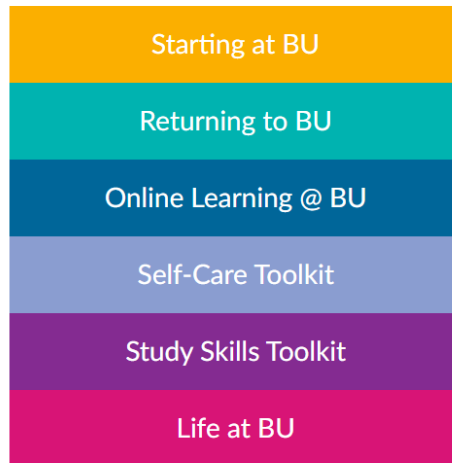 Starting at BU
Returning to BU
Online Learning @ BU
Self-Care Toolkit
Study Skills Toolkit
Life at BU